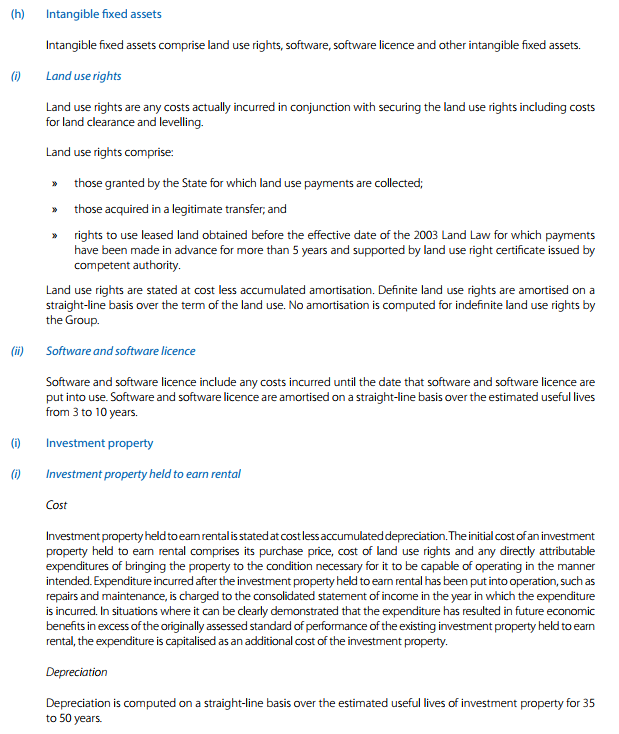 (h) Intangible fixed assets
Intangible fixed assets comprise land use rights, software, software licence and other intangible fixed assets.
(i) Land use rights
Land use rights are any costs actually incurred in conjunction with securing the land use rights including costs
for land clearance and levelling.
Land use rights comprise:
» those granted by the State for which land use payments are collected;
» those acquired in a legitimate transfer; and
» rights to use leased land obtained before the effective date of the 2003 Land Law for which payments
have been made in advance for more than 5 years and supported by land use right certificate issued by
competent authority.
Land use rights are stated at cost less accumulated amortisation. Definite land use rights are amortised on a
straight-line basis over the term of the land use. No amortisation is computed for indefinite land use rights by
the Group.
(ii) Software and software licence
Software and software licence include any costs incurred until the date that software and software licence are
put into use. Software and software licence are amortised on a straight-line basis over the estimated useful lives
from 3 to 10 years.
(i) Investment property
(i) Investment property held to earn rental
Cost
Investment property held to earn rental is stated at cost less accumulated depreciation. The initial cost of an investment
property held to earn rental comprises its purchase price, cost of land use rights and any directly attributable
expenditures of bringing the property to the condition necessary for it to be capable of operating in the manner
intended. Expenditure incurred after the investment property held to earn rental has been put into operation, such as
repairs and maintenance, is charged to the consolidated statement of income in the year in which the expenditure
is incurred. In situations where it can be clearly demonstrated that the expenditure has resulted in future economic
benefits in excess of the originally assessed standard of performance of the existing investment property held to earn
rental, the expenditure is capitalised as an additional cost of the investment property.
Depreciation
Depreciation is computed on a straight-line basis over the estimated useful lives of investment property for 35
to 50 years.